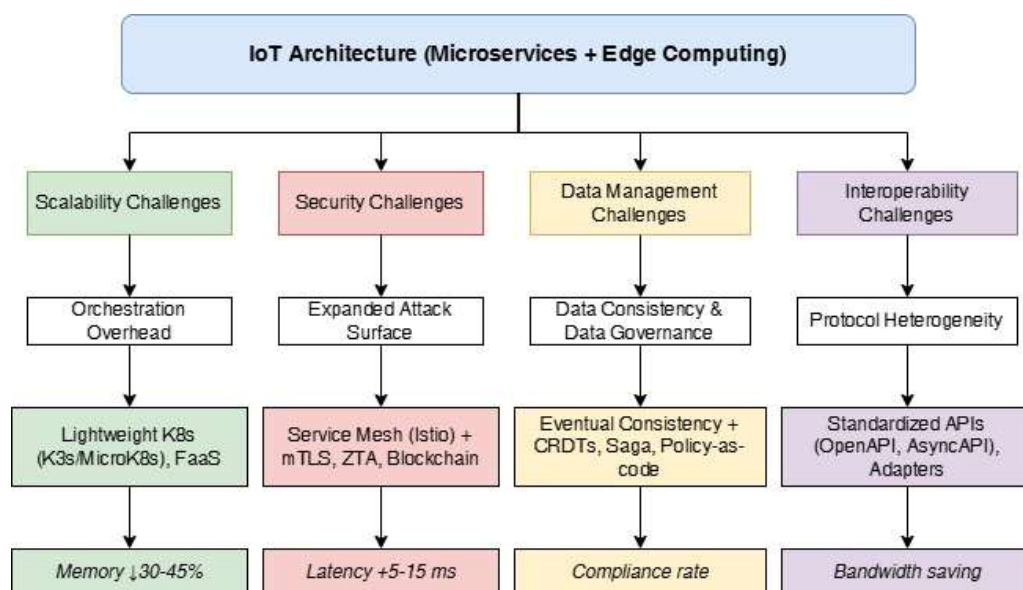 IoT Architecture (Microservices + Edge Computing)
Scalability Challenges
Security Challenges
Data Management
Challenges
Interoperability
Challenges
Orchestration
Overhead
Expanded Attack
Surface
Data Consistency &
Data Governance
Protocol Heterogeneity
Lightweight K8s
(K3s/MicroK8s), FaaS
Service Mesh (Istio) +
mTLS, ZTA, Blockchain
Eventual Consistency +
CRDTs, Saga, Policy-as-
code
Standardized APIs
(OpenAPI, AsyncAPI),
Adapters
Memory ↓30-45%
Latency +5-15 ms
Compliance rate
Bandwidth saving